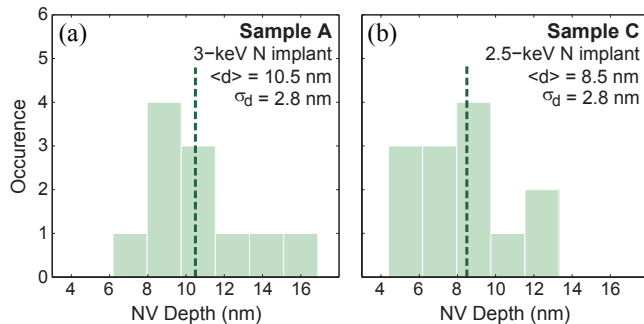 (a)
Sample A
3−keV N implant
<d> = 10.5 nm
σd = 2.8 nm
6
5
4
3
2
1
0
Occurence
4 6 8 10 12 14 16
NV Depth (nm)
(b)
Sample C
2.5−keV N implant
<d> = 8.5 nm
σd = 2.8 nm
4 6 8 10 12 14 16
NV Depth (nm)